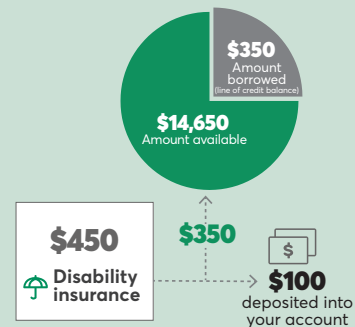 $350
Amount
borrowed
(line of credit balance)
$14,650
Amount available
$450
Disability
insurance
$350
$
$100
deposited into
your account